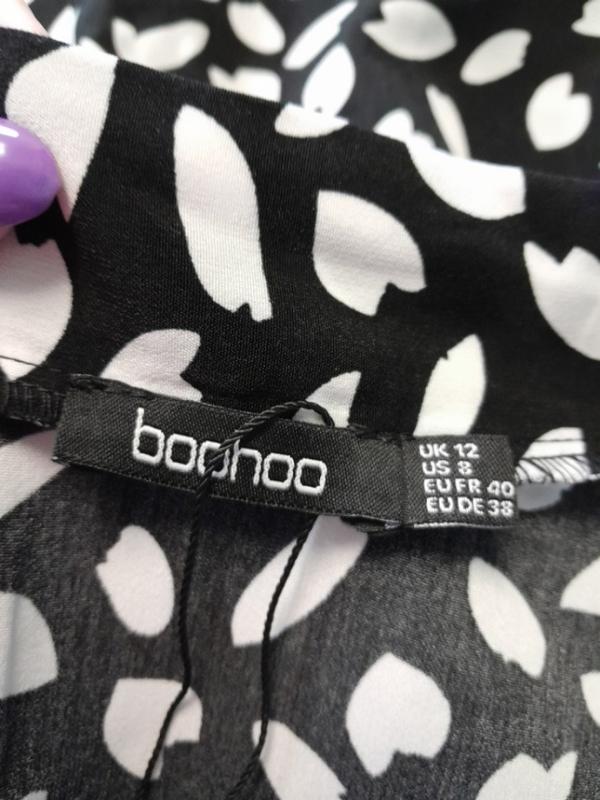 boohoo
UK 12
US 8
EU FR 40
EU DE 38